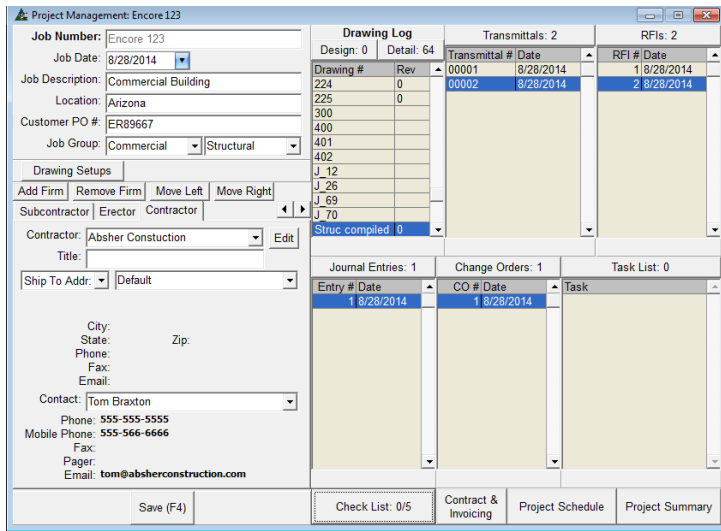 Project Management: Encore 123
Job Number: Encore 123
Job Date: 8/28/2014
Job Description: Commercial Building
Location: Arizona
Customer PO #: ER89667
Job Group: Commercial Structural
Drawing Setups
Add Firm Remove Firm Move Left Move Right
Subcontractor Erector Contractor
Contractor: Absher Constuction Edit
Title:
Ship To Addr: Default
City:
State: Zip:
Phone:
Fax:
Email:
Contact: Tom Braxton
Phone: 555-555-5555
Mobile Phone: 555-566-6666
Fax:
Pager:
Email: tom@absherconstruction.com
Save (F4)
Drawing Log
Design: 0 Detail: 64
Drawing # Rev
224 0
225 0
300
400
401
402
J_12
J_26
J_69
J_70
Struc compiled 0
Transmittals: 2
Transmittal # Date
00001 8/28/2014
00002 8/28/2014
RFIs: 2
RFI # Date
1 8/28/2014
2 8/28/2014
Journal Entries: 1
Entry # Date
1 8/28/2014
Change Orders: 1
CO # Date
1 8/28/2014
Task List: 0
Task
Check List: 0/5
Contract &
Invoicing
Project Schedule
Project Summary